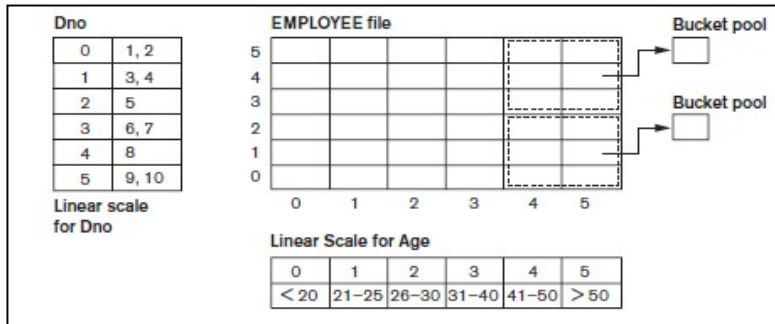 Dno
0 1, 2
1 3, 4
2 5
3 6, 7
4 8
5 9, 10
Linear scale
for Dno
EMPLOYEE file
5
4
3
2
1
0
0 1 2 3 4 5
Bucket pool
Bucket pool
Linear Scale for Age
0 1 2 3 4 5
< 20 21–25 26–30 31–40 41–50 > 50